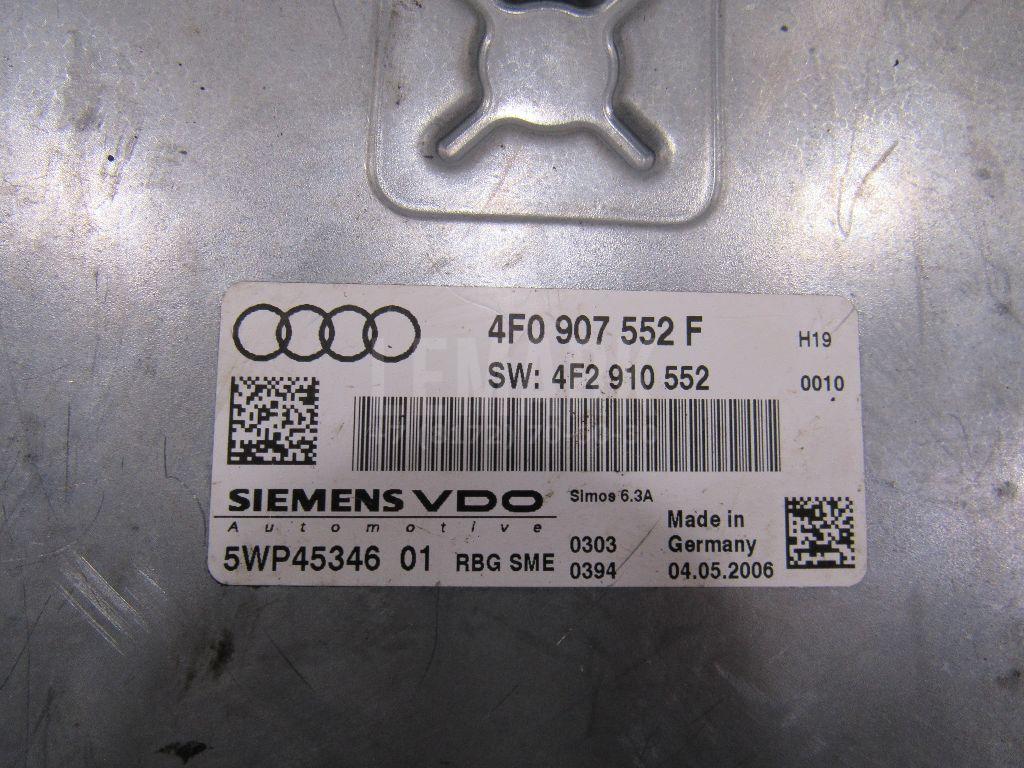 4F0 907 552 F
H19
SW: 4F2 910 552
0010
SIEMENS VDO
Automotive
Simos 6.3A
5WP45346 01
RBG SME
0303
0394
Made in
Germany
04.05.2006